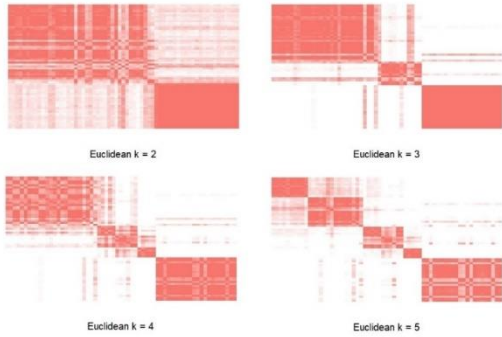 Euclidean k = 2
Euclidean k = 3
Euclidean k = 4
Euclidean k = 5